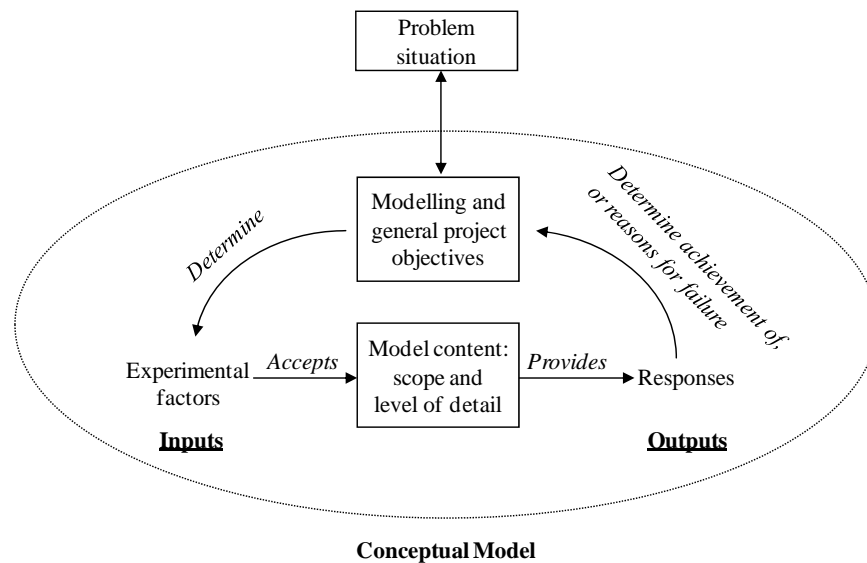 Problem
situation
Modelling and
general project
objectives
Determine
Determine achievement of,
or reasons for failure
Experimental
factors
Accepts
Model content:
scope and
level of detail
Provides
Responses
Inputs
Outputs
Conceptual Model